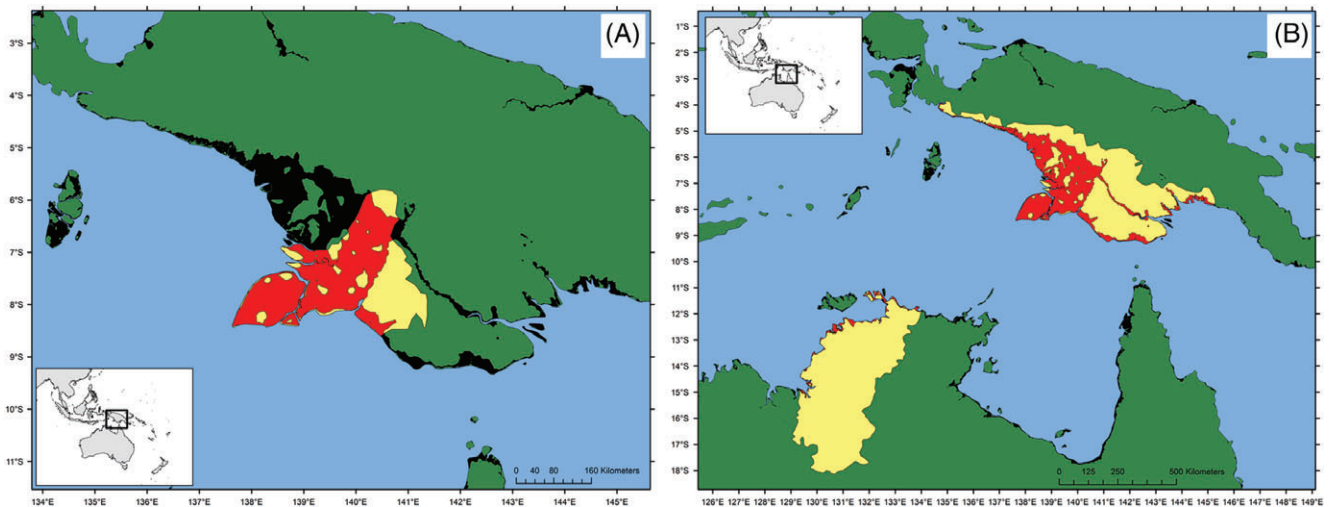 (A)
3°S
4°S
5°S
6°S
7°S
8°S
9°S
10°S
11°S
0 40 80 160 Kilometers
134°E 135°E 136°E 137°E 138°E 139°E 140°E 141°E 142°E 143°E 144°E 145°E
(B)
1°S
2°S
3°S
4°S
5°S
6°S
7°S
8°S
9°S
10°S
11°S
12°S
13°S
14°S
15°S
16°S
17°S
18°S
0 125 250 500 Kilometers
126°E 127°E 128°E 129°E 130°E 131°E 132°E 133°E 134°E 135°E 136°E 137°E 138°E 139°E 140°E 141°E 142°E 143°E 144°E 145°E 146°E 147°E 148°E 149°E